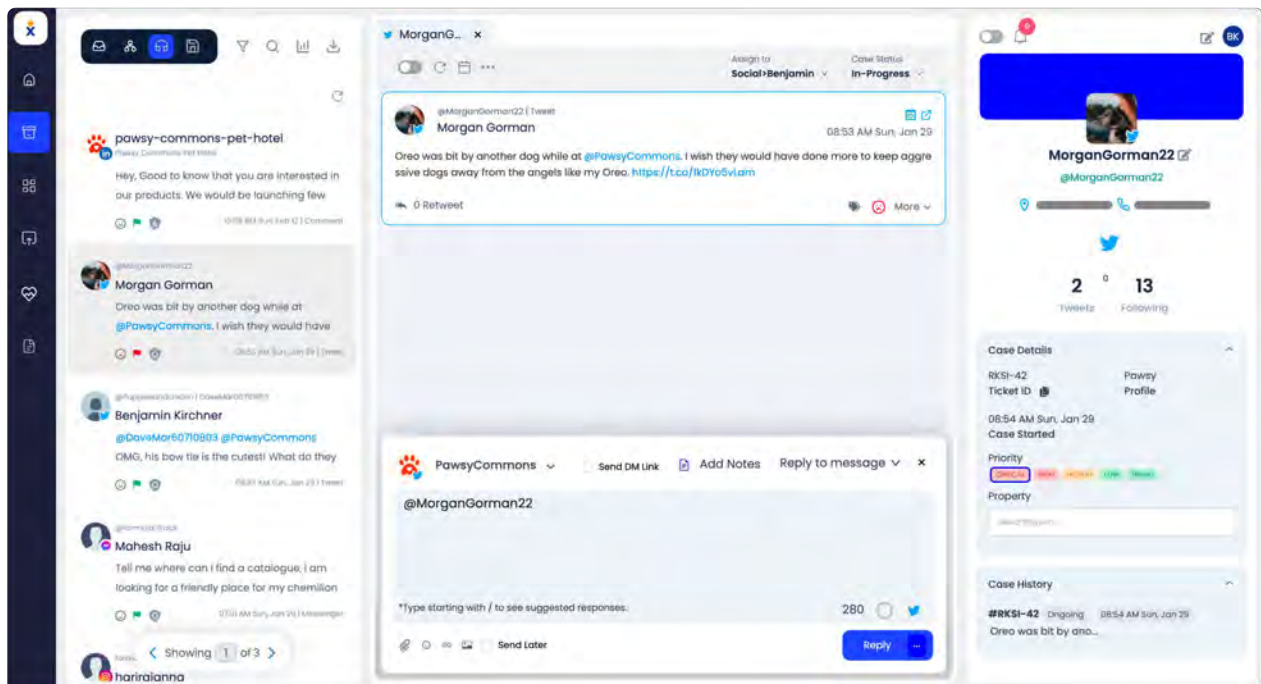 pawsy-commons-pet-hotel
Pawsy Commons Pet Hotel
Hey, Good to know that you are interested in
our products. We would be launching few
@MorganGorman22
Morgan Gorman
Oreo was bit by another dog while at
@PawsyCommons. I wish they would have
Benjamin Kirchner
@DaveMar60710803 @PawsyCommons
OMG, his bow tie is the cutest! What do they
Mahesh Raju
Tell me where can I find a catalogue, I am
looking for a friendly place for my chemilion
Showing 1 of 3
hariraianna
MorganG...
Assign to
Social>Benjamin
Case Status
In-Progress
@MorganGorman22 | Tweet
Morgan Gorman
08:53 AM Sun, Jan 29
Oreo was bit by another dog while at @PawsyCommons. I wish they would have done more to keep aggre
ssive dogs away from the angels like my Oreo. https://t.co/IkDYo5vLam
0 Retweet
More
PawsyCommons
Send DM Link
Add Notes
Reply to message
@MorganGorman22
*Type starting with / to see suggested responses.
280
Send Later
Reply
BK
MorganGorman22
@MorganGorman22
2
0
13
Tweets
Following
Case Details
RKSI-42
Pawsy
Ticket ID
Profile
08:54 AM Sun, Jan 29
Case Started
Priority
Property
Case History
#RKSI-42 Ongoing 08:54 AM Sun, Jan 29
Oreo was bit by ano...